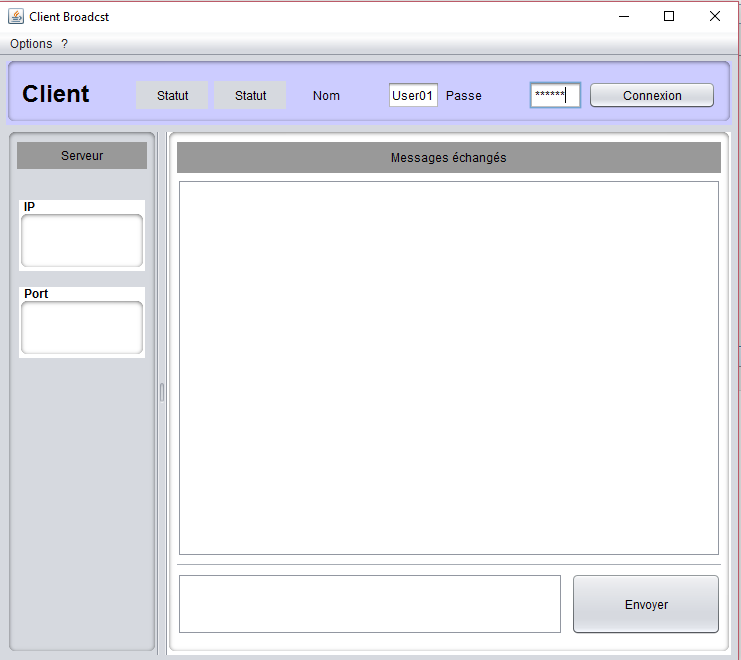 Client Broadcst
Options ?
Client Statut Statut Nom User01 Passe ****** Connexion
Serveur
Messages échangés
IP
Port
Envoyer